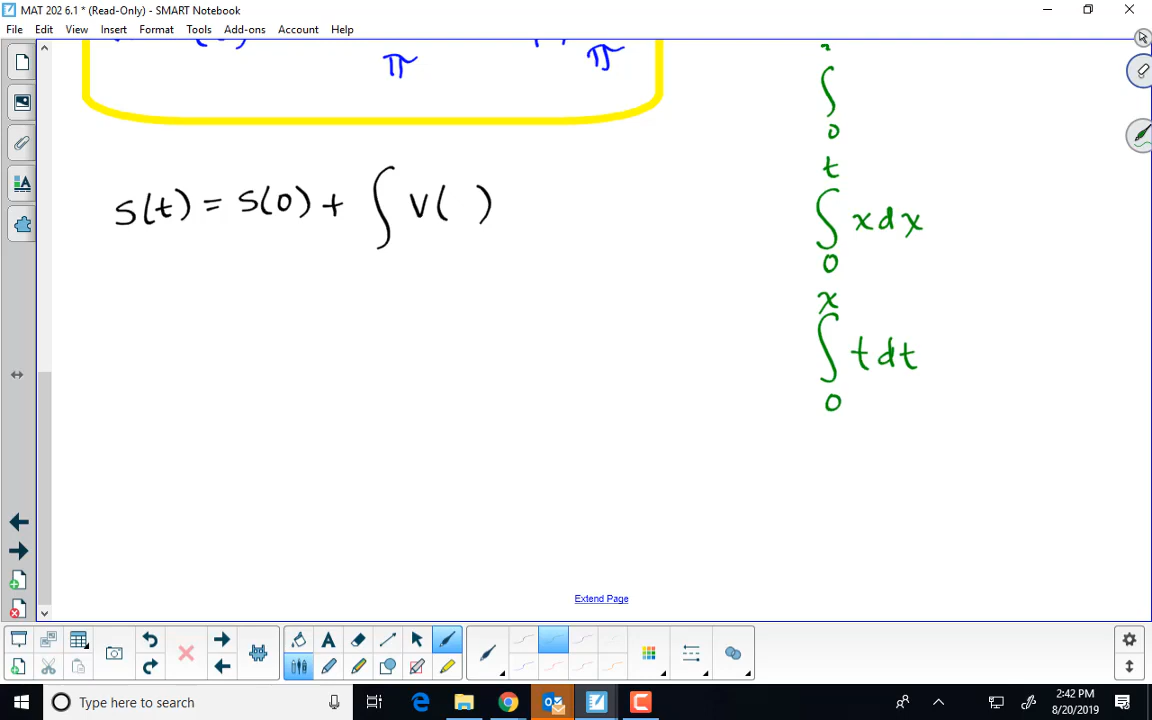 MAT 202 6.1 * (Read-Only) - SMART Notebook
File Edit View Insert Format Tools Add-ons Account Help
π π
s(t) = s(0) + ∫ v( )
∫
0
t
∫ x dx
0
x
∫ t dt
0
Extend Page
Type here to search
2:42 PM
8/20/2019